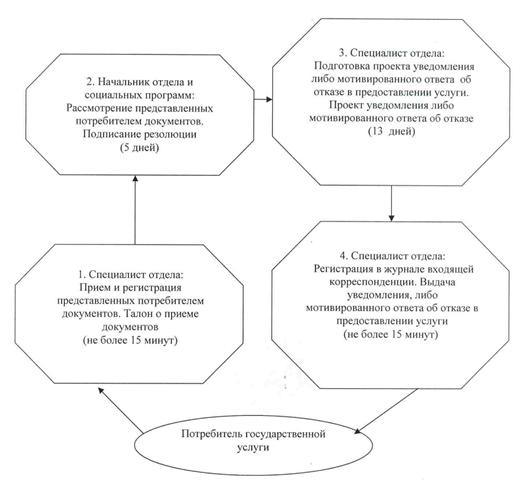 3. Специалист отдела:
Подготовка проекта уведомления
либо мотивированного ответа об
отказе в предоставлении услуги.
Проект уведомления либо
мотивированного ответа об отказе
(13 дней)
2. Начальник отдела и
социальных программ:
Рассмотрение представленных
потребителем документов.
Подписание резолюции
(5 дней)
1. Специалист отдела:
Прием и регистрация
представленных потребителем
документов. Талон о приеме
документов
(не более 15 минут)
4. Специалист отдела:
Регистрация в журнале входящей
корреспонденции. Выдача
уведомления, либо
мотивированного ответа об отказе в
предоставлении услуги
(не более 15 минут)
Потребитель государственной
услуги